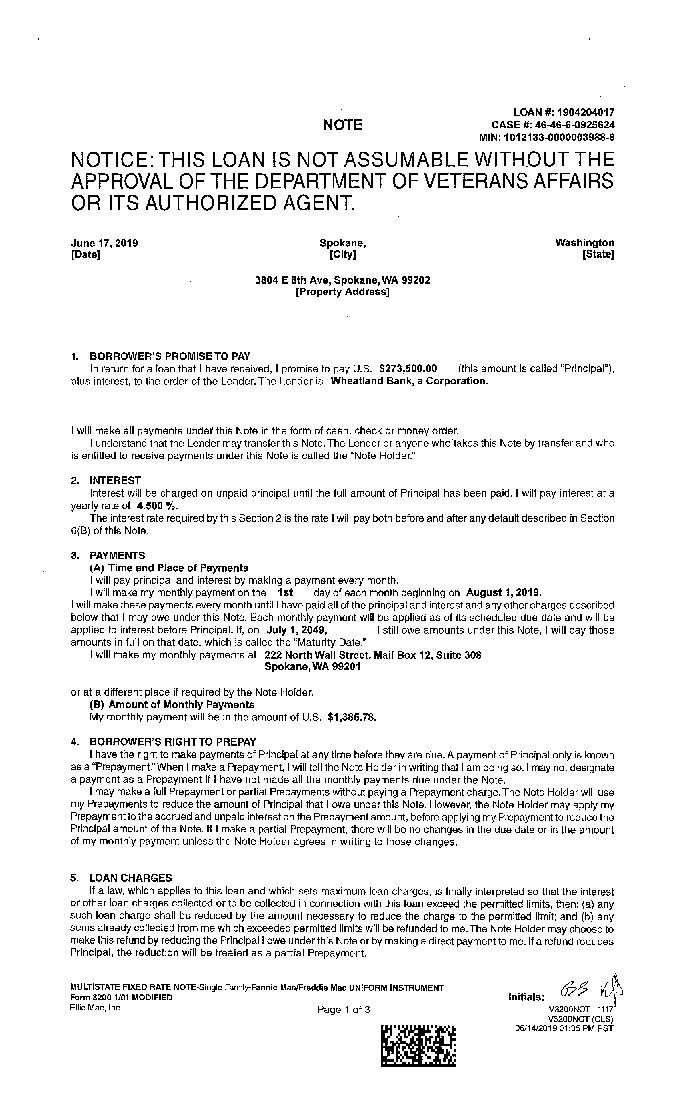 LOAN #: 1904204017
NOTE CASE #: 46-46-6-0925624
MIN: 1012133-0000003988-6
NOTICE: THIS LOAN IS NOT ASSUMABLE WITHOUT THE
APPROVAL OF THE DEPARTMENT OF VETERANS AFFAIRS
OR ITS AUTHORIZED AGENT.
June 17, 2019 Spokane, Washington
[Date] [City] [State]
3804 E 8th Ave, Spokane, WA 99202
[Property Address]
1. BORROWER'S PROMISE TO PAY
In return for a loan that I have received, I promise to pay U.S. $273,500.00 (this amount is called "Principal"),
plus interest, to the order of the Lender. The Lender is Wheatland Bank, a Corporation.
I will make all payments under this Note in the form of cash, check or money order.
I understand that the Lender may transfer this Note. The Lender or anyone who takes this Note by transfer and who
is entitled to receive payments under this Note is called the "Note Holder."
2. INTEREST
Interest will be charged on unpaid principal until the full amount of Principal has been paid. I will pay interest at a
yearly rate of 4.500 %.
The interest rate required by this Section 2 is the rate I will pay both before and after any default described in Section
6(B) of this Note.
3. PAYMENTS
(A) Time and Place of Payments
I will pay principal and interest by making a payment every month.
I will make my monthly payment on the 1st day of each month beginning on August 1, 2019.
I will make these payments every month until I have paid all of the principal and interest and any other charges described
below that I may owe under this Note. Each monthly payment will be applied as of its scheduled due date and will be
applied to interest before Principal. If, on July 1, 2049, I still owe amounts under this Note, I will pay those
amounts in full on that date, which is called the "Maturity Date."
I will make my monthly payments at 222 North Wall Street, Mail Box 12, Suite 308
Spokane, WA 99201
or at a different place if required by the Note Holder.
(B) Amount of Monthly Payments
My monthly payment will be in the amount of U.S. $1,386.78.
4. BORROWER'S RIGHT TO PREPAY
I have the right to make payments of Principal at any time before they are due. A payment of Principal only is known
as a "Prepayment." When I make a Prepayment, I will tell the Note Holder in writing that I am doing so. I may not designate
a payment as a Prepayment if I have not made all the monthly payments due under the Note.
I may make a full Prepayment or partial Prepayments without paying a Prepayment charge. The Note Holder will use
my Prepayments to reduce the amount of Principal that I owe under this Note. However, the Note Holder may apply my
Prepayment to the accrued and unpaid interest on the Prepayment amount, before applying my Prepayment to reduce the
Principal amount of the Note. If I make a partial Prepayment, there will be no changes in the due date or in the amount
of my monthly payment unless the Note Holder agrees in writing to those changes.
5. LOAN CHARGES
If a law, which applies to this loan and which sets maximum loan charges, is finally interpreted so that the interest
or other loan charges collected or to be collected in connection with this loan exceed the permitted limits, then: (a) any
such loan charge shall be reduced by the amount necessary to reduce the charge to the permitted limit; and (b) any
sums already collected from me which exceeded permitted limits will be refunded to me. The Note Holder may choose to
make this refund by reducing the Principal I owe under this Note or by making a direct payment to me. If a refund reduces
Principal, the reduction will be treated as a partial Prepayment.
MULTISTATE FIXED RATE NOTE-Single Family-Fannie Mae/Freddie Mac UNIFORM INSTRUMENT
Form 3200 1/01 MODIFIED Initials:
Ellie Mae, Inc. Page 1 of 3 V3200NOT 1117
V3200NOT (CLS)
06/14/2019 01:35 PM PST